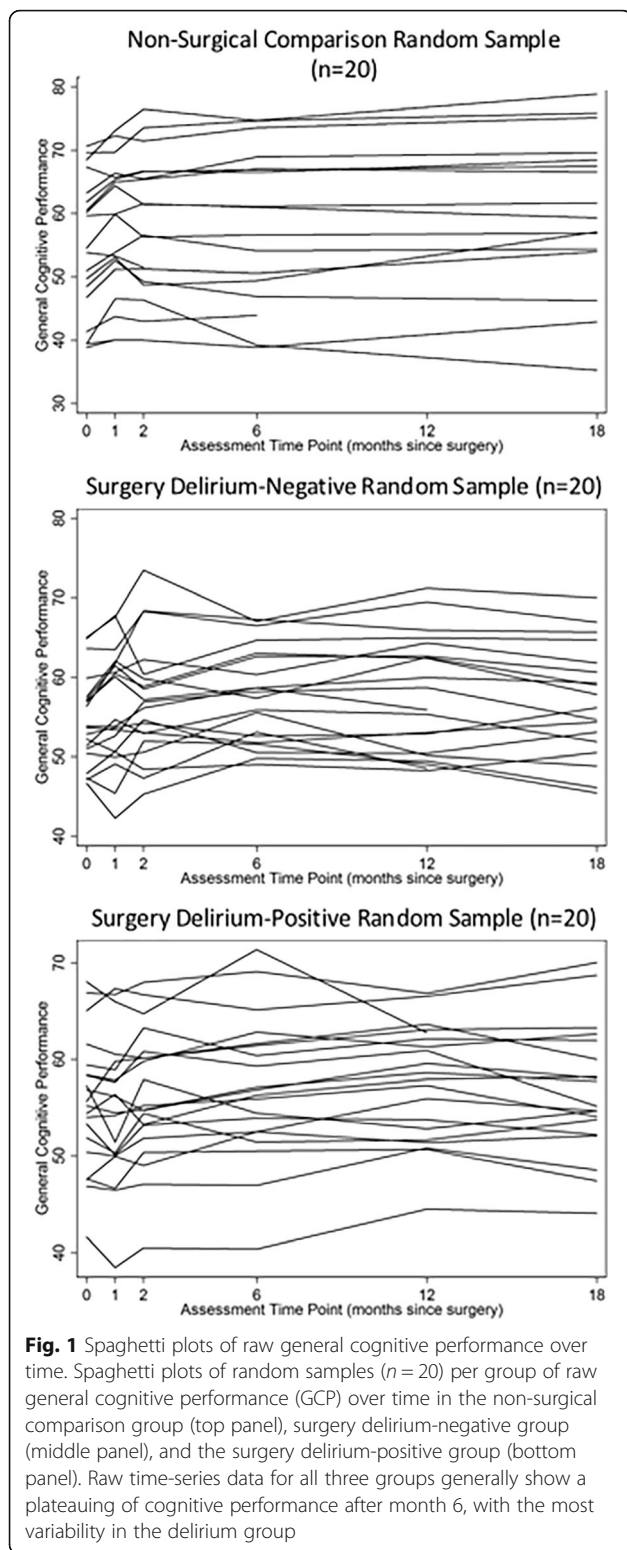 Non-Surgical Comparison Random Sample
(n=20)
General Cognitive Performance
80
70
60
50
40
30
0 1 2 6 12 18
Assessment Time Point (months since surgery)
Surgery Delirium-Negative Random Sample (n=20)
General Cognitive Performance
80
70
60
50
40
0 1 2 6 12 18
Assessment Time Point (months since surgery)
Surgery Delirium-Positive Random Sample (n=20)
General Cognitive Performance
70
60
50
40
0 1 2 6 12 18
Assessment Time Point (months since surgery)
Fig. 1 Spaghetti plots of raw general cognitive performance over
time. Spaghetti plots of random samples (n = 20) per group of raw
general cognitive performance (GCP) over time in the non-surgical
comparison group (top panel), surgery delirium-negative group
(middle panel), and the surgery delirium-positive group (bottom
panel). Raw time-series data for all three groups generally show a
plateauing of cognitive performance after month 6, with the most
variability in the delirium group